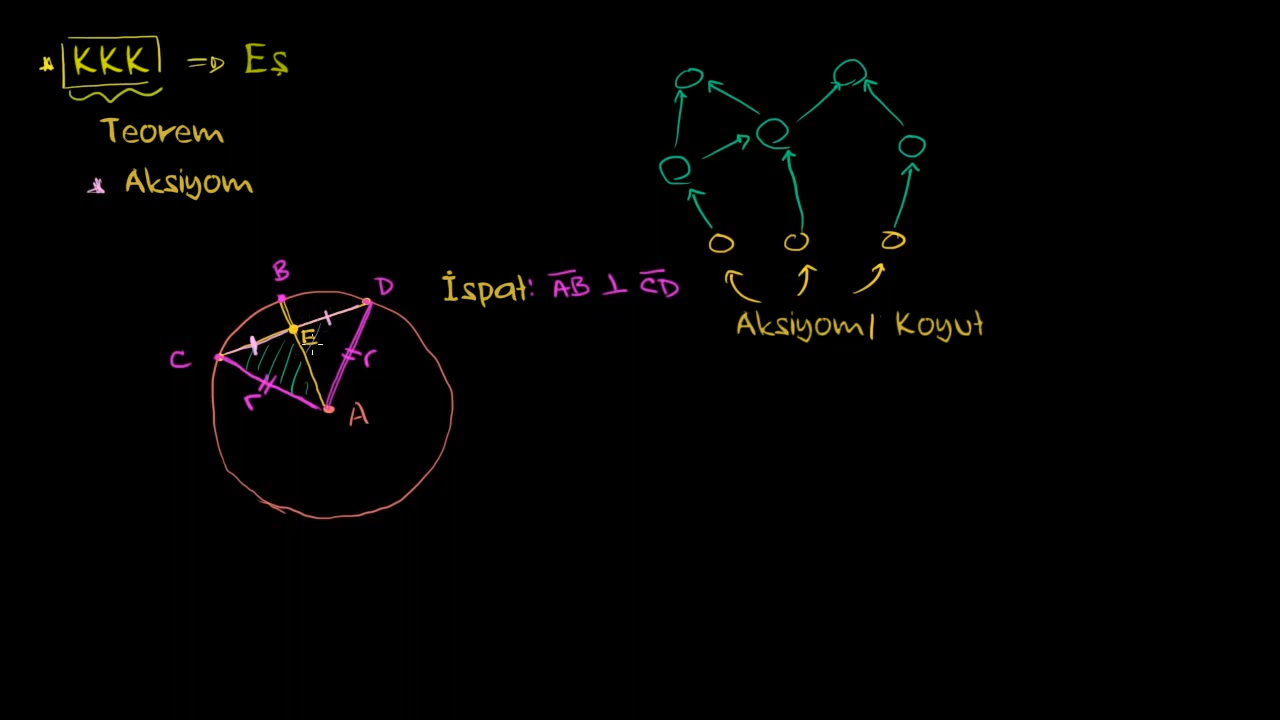 * KKK ⇒ Eş
Teorem
* Aksiyom
B
D
İspat: AB ⊥ CD
E
C
r
r
A
Aksiyom / Koyut